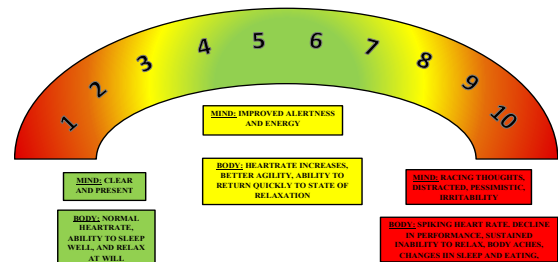 1 2 3 4 5 6 7 8 9 10
MIND: IMPROVED ALERTNESS
AND ENERGY
MIND: CLEAR
AND PRESENT
BODY: HEARTRATE INCREASES,
BETTER AGILITY, ABILITY TO
RETURN QUICKLY TO STATE OF
RELAXATION
MIND: RACING THOUGHTS,
DISTRACTED, PESSIMISTIC,
IRRITABILITY
BODY: NORMAL
HEARTRATE,
ABILITY TO SLEEP
WELL, AND RELAX
AT WILL
BODY: SPIKING HEART RATE, DECLINE
IN PERFORMANCE, SUSTAINED
INABILITY TO RELAX, BODY ACHES,
CHANGES IN SLEEP AND EATING.